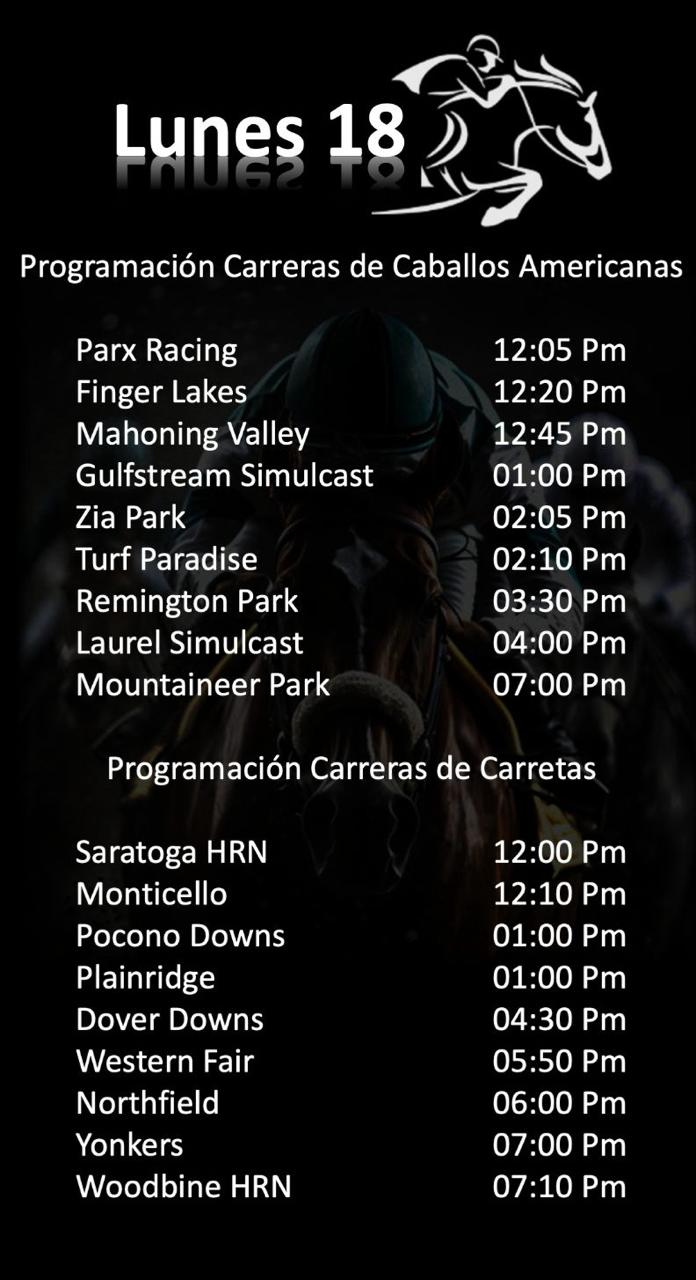 Lunes 18
Programación Carreras de Caballos Americanas
Parx Racing 12:05 Pm
Finger Lakes 12:20 Pm
Mahoning Valley 12:45 Pm
Gulfstream Simulcast 01:00 Pm
Zia Park 02:05 Pm
Turf Paradise 02:10 Pm
Remington Park 03:30 Pm
Laurel Simulcast 04:00 Pm
Mountaineer Park 07:00 Pm
Programación Carreras de Carretas
Saratoga HRN 12:00 Pm
Monticello 12:10 Pm
Pocono Downs 01:00 Pm
Plainridge 01:00 Pm
Dover Downs 04:30 Pm
Western Fair 05:50 Pm
Northfield 06:00 Pm
Yonkers 07:00 Pm
Woodbine HRN 07:10 Pm